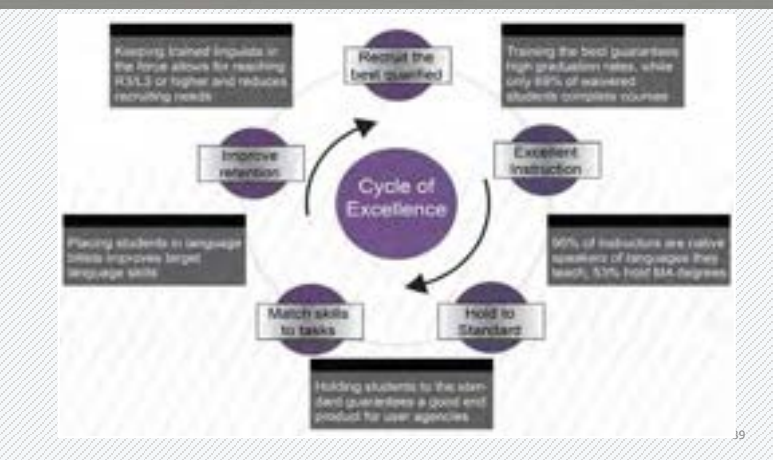 Keeping trained linguists in
the force allows for reaching
R3/L3 or higher and reduces
recruiting needs
Recruit the
best qualified
Training the best guarantees
high graduation rates, while
only 69% of waivered
students complete courses
Improve
retention
Excellent
Instruction
Cycle of
Excellence
Placing students in language
billets improves target
language skills
of instructors are native
speakers of languages they
teach, 53% hold MA degrees
Match skills
to tasks
Hold to
Standard
Holding students to the stan-
dard guarantees a good end
product for user agencies